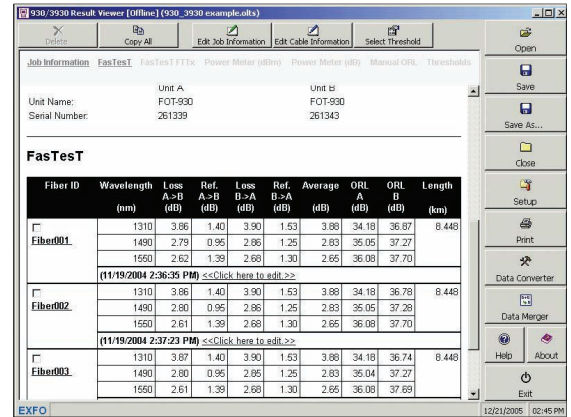 930/3930 Result Viewer [Offline] (930_3930 example.olts)
Delete Copy All Edit Job Information Edit Cable Information Select Threshold
Job Information FasTesT FasTesT FTTx Power Meter (dBm) Power Meter (dB) Manual ORL Thresholds
Unit A Unit B
Unit Name: FOT-930 FOT-930
Serial Number: 261339 261343
FasTesT
Fiber ID Wavelength (nm) Loss A->B (dB) Ref. A->B (dB) Loss B->A (dB) Ref. B->A (dB) Average (dB) ORL A (dB) ORL B (dB) Length (km)
1310 3.86 1.40 3.90 1.53 3.88 34.18 36.87 8.448
Fiber001 1490 2.79 0.95 2.86 1.25 2.83 35.05 37.27
1550 2.62 1.39 2.68 1.30 2.65 36.08 37.70
(11/19/2004 2:36:35 PM) <<Click here to edit.>>
1310 3.86 1.40 3.90 1.53 3.88 34.18 36.78 8.448
Fiber002 1490 2.80 0.95 2.86 1.25 2.83 35.05 37.28
1550 2.61 1.39 2.68 1.30 2.65 36.08 37.70
(11/19/2004 2:37:23 PM) <<Click here to edit.>>
1310 3.87 1.40 3.90 1.53 3.88 34.18 36.74 8.448
Fiber003 1490 2.80 0.95 2.85 1.25 2.83 35.04 37.27
1550 2.61 1.39 2.68 1.30 2.65 36.08 37.69
Open
Save
Save As...
Close
Setup
Print
Data Converter
Data Merger
Help About
Exit
EXFO 12/21/2005 02:45 PM